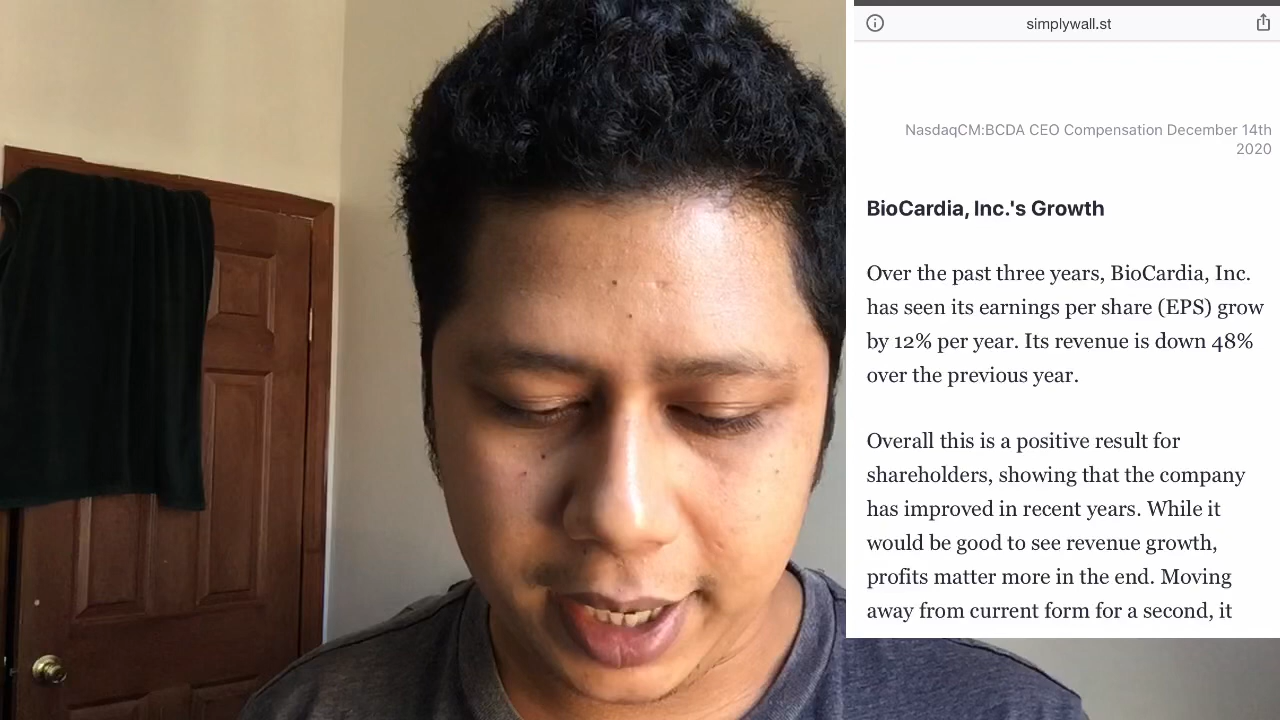 simplywall.st
NasdaqCM:BCDA CEO Compensation December 14th
2020
BioCardia, Inc.'s Growth
Over the past three years, BioCardia, Inc.
has seen its earnings per share (EPS) grow
by 12% per year. Its revenue is down 48%
over the previous year.
Overall this is a positive result for
shareholders, showing that the company
has improved in recent years. While it
would be good to see revenue growth,
profits matter more in the end. Moving
away from current form for a second, it